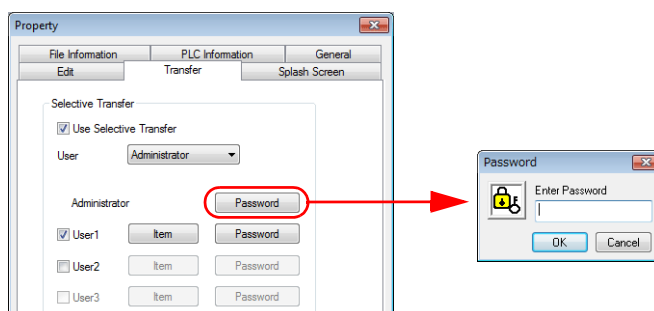 Property
File Information PLC Information General
Edit Transfer Splash Screen
Selective Transfer
Use Selective Transfer
User Administrator
Administrator Password
User1 Item Password
User2 Item Password
User3 Item Password
Password
Enter Password
OK Cancel